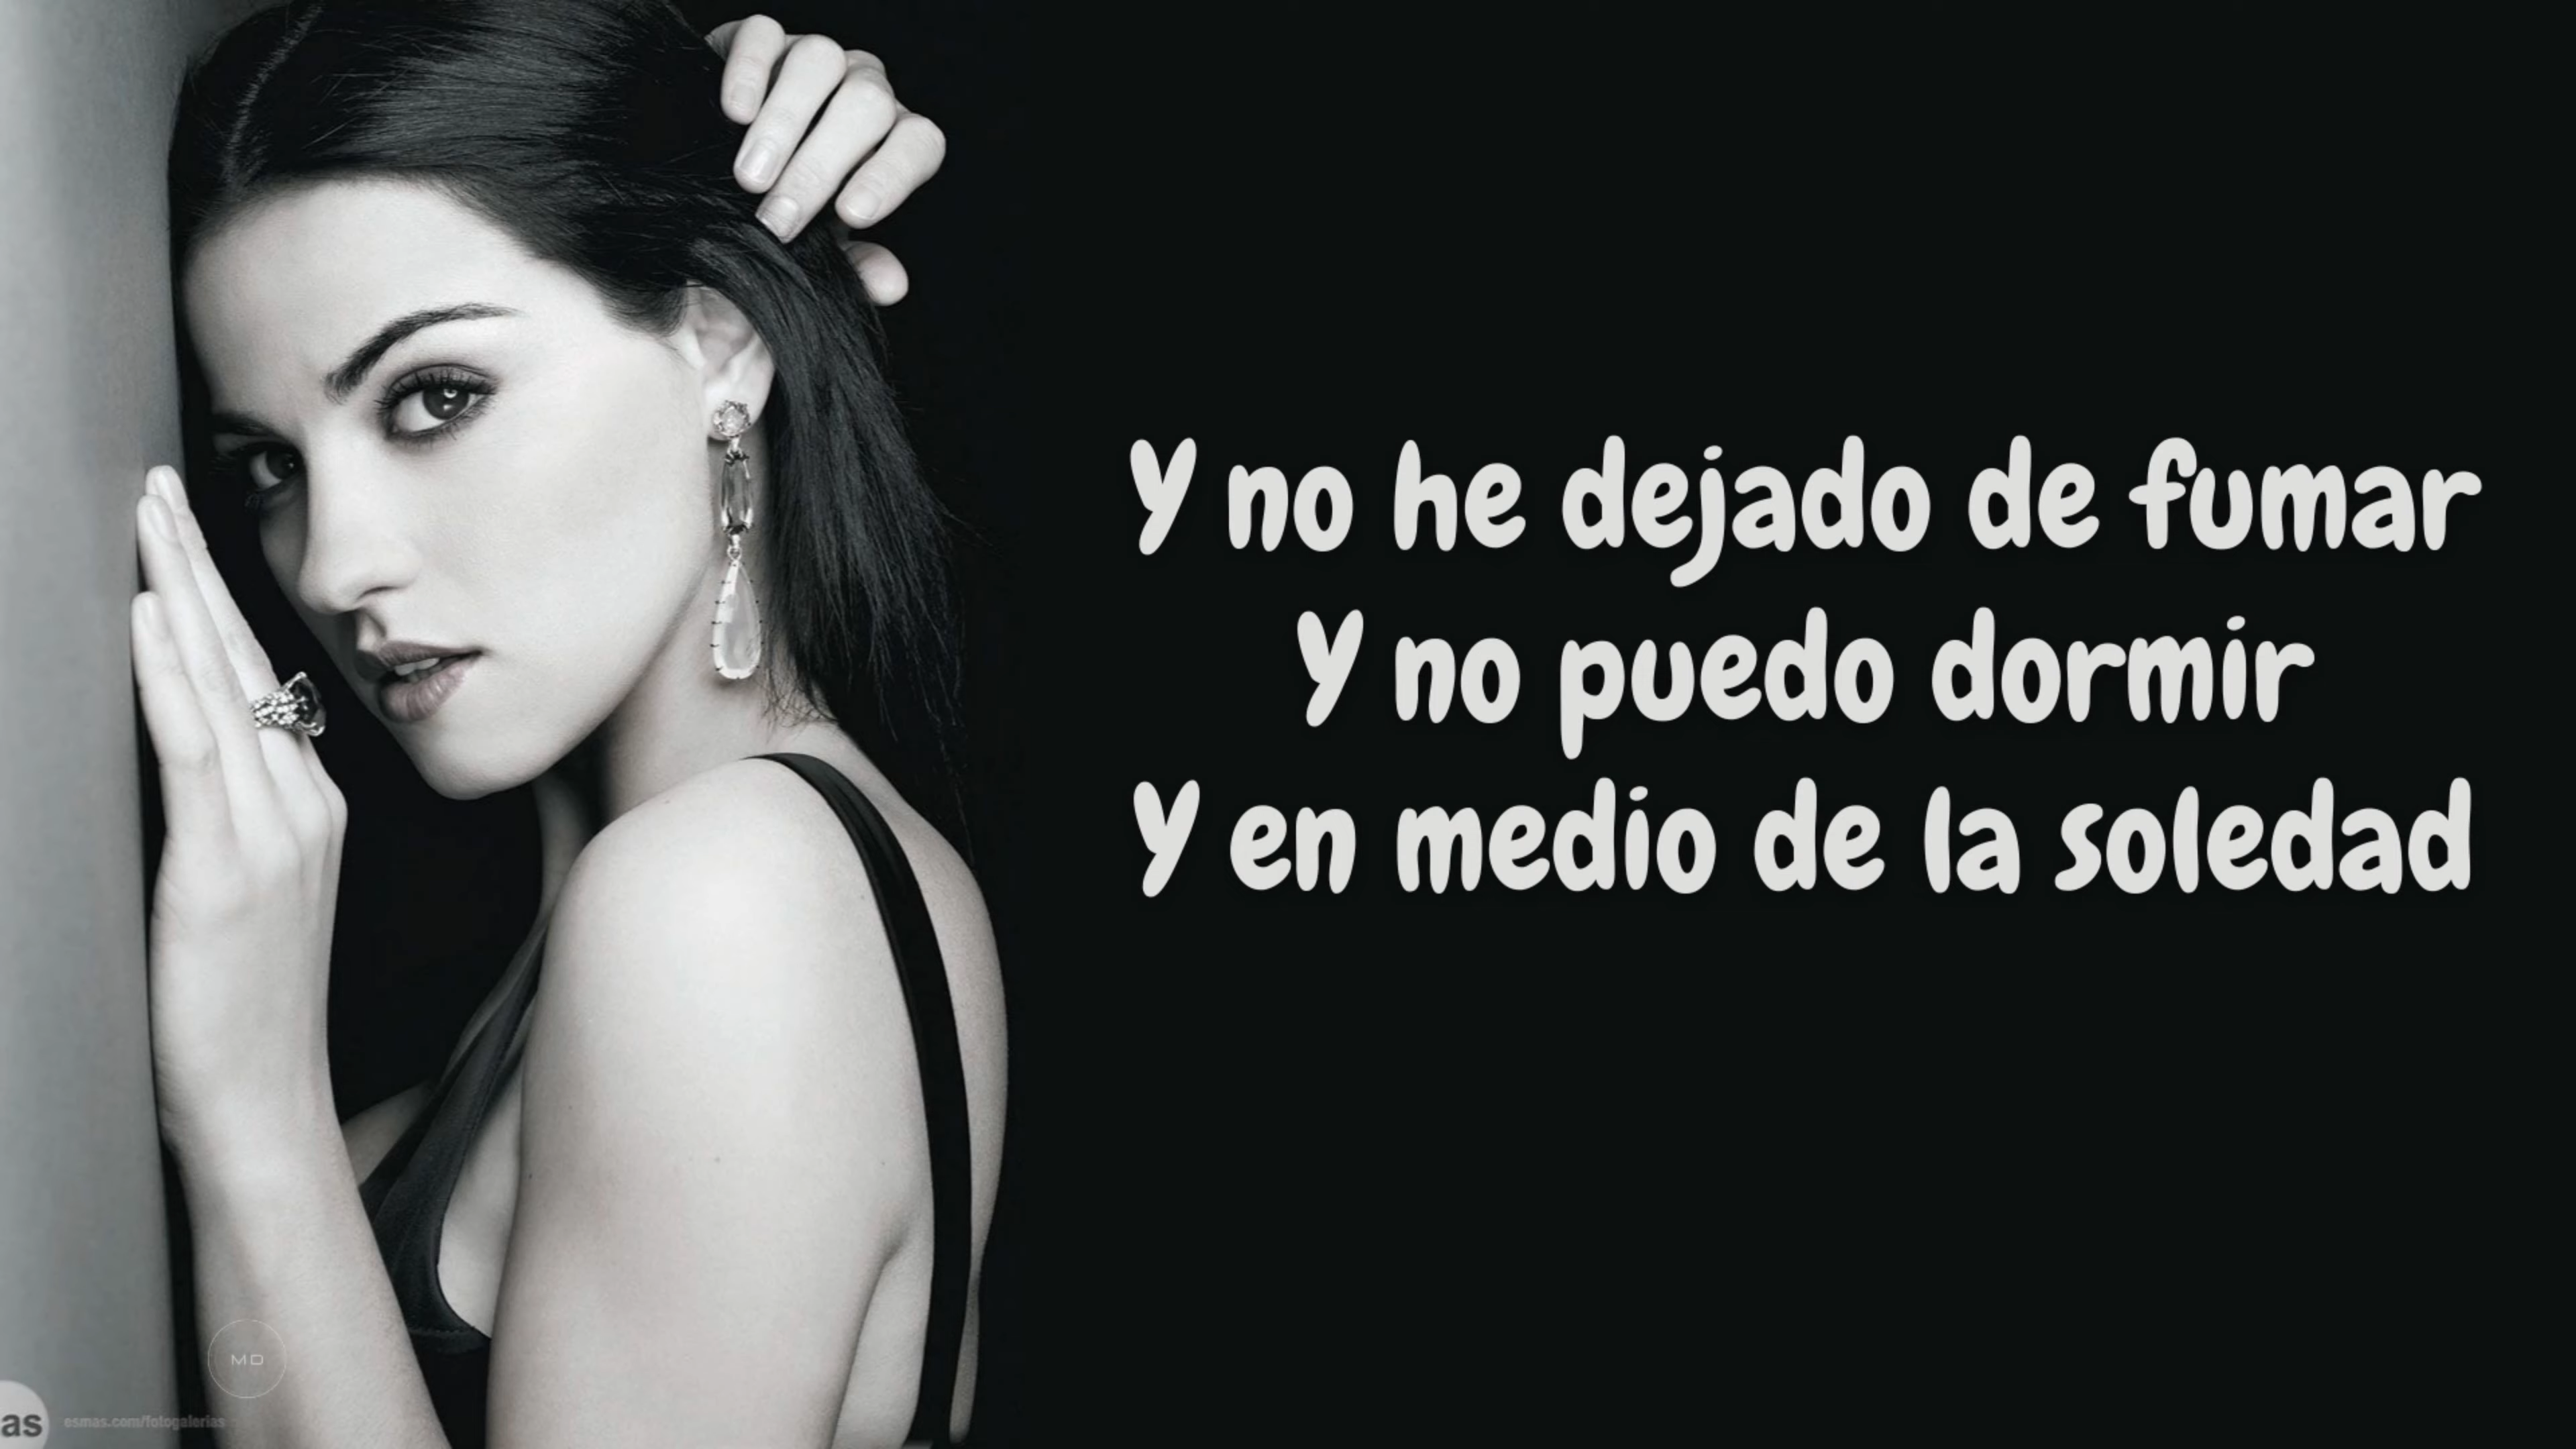 Y no he dejado de fumar
Y no puedo dormir
Y en medio de la soledad
MD
as esmas.com/fotogalerias